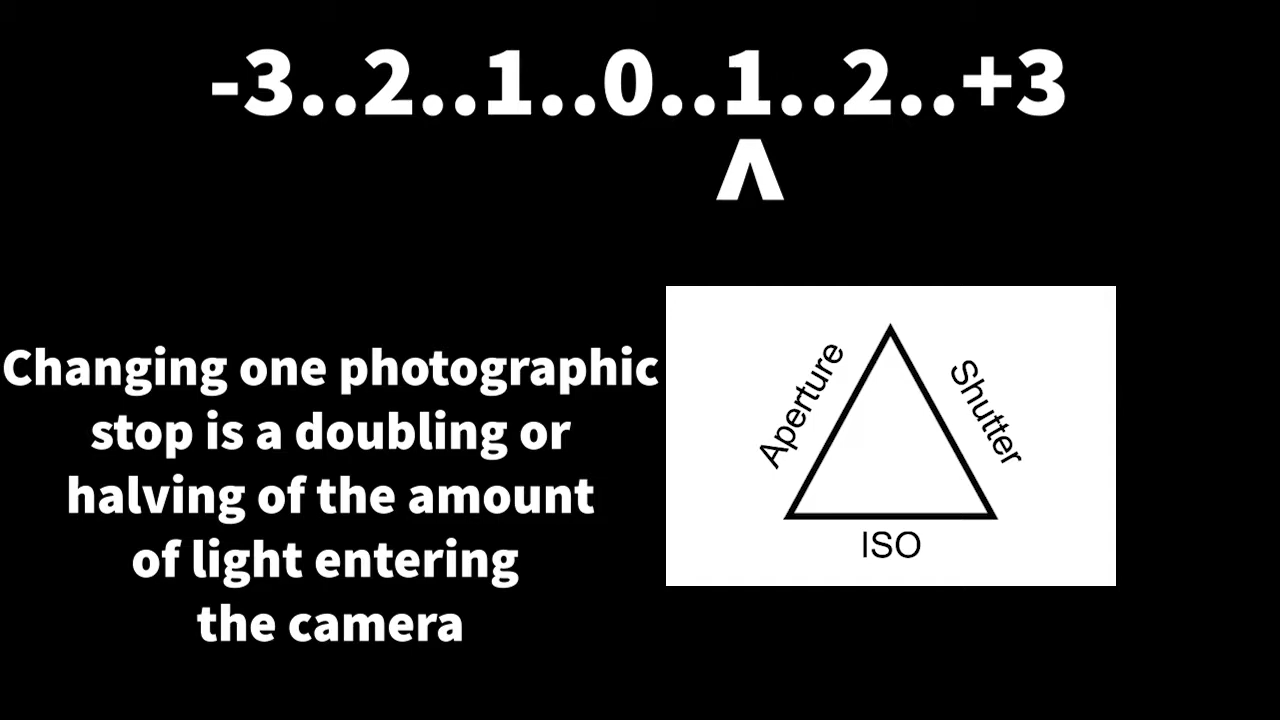 -3..2..1..0..1..2..+3
^
Changing one photographic
stop is a doubling or
halving of the amount
of light entering
the camera
Aperture
Shutter
ISO